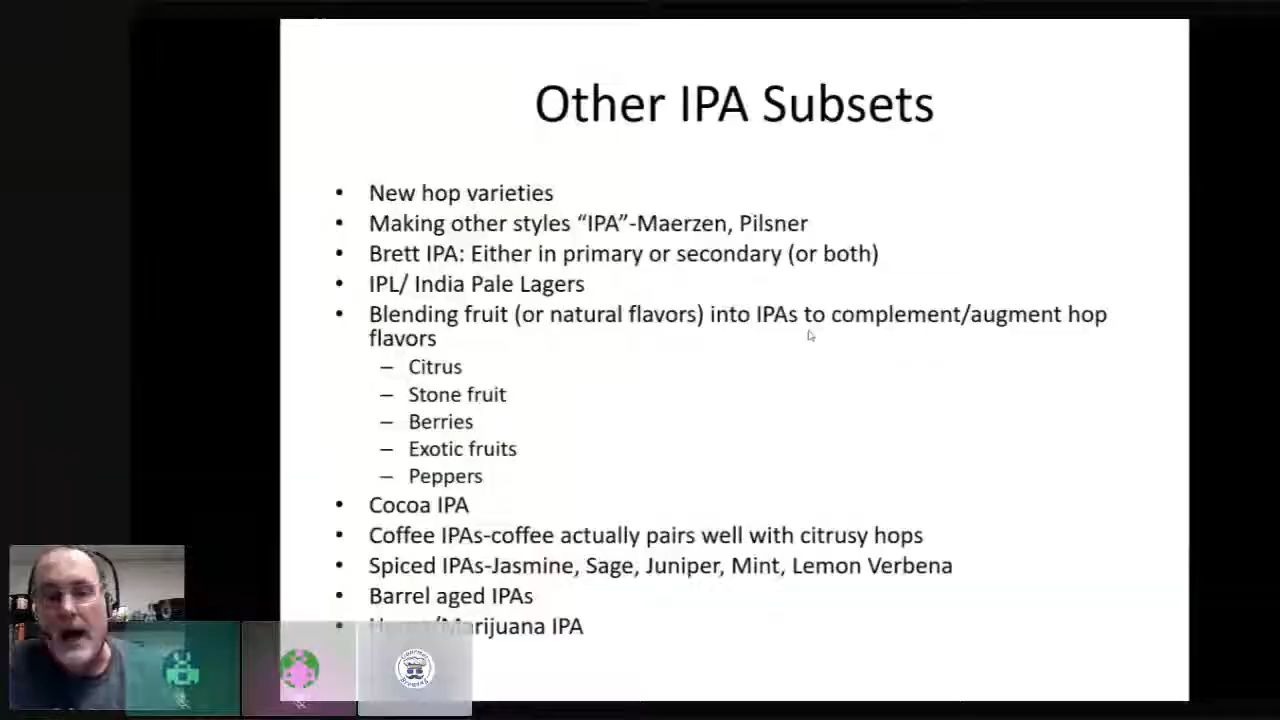 Other IPA Subsets
• New hop varieties
• Making other styles “IPA”-Maerzen, Pilsner
• Brett IPA: Either in primary or secondary (or both)
• IPL/ India Pale Lagers
• Blending fruit (or natural flavors) into IPAs to complement/augment hop
flavors
– Citrus
– Stone fruit
– Berries
– Exotic fruits
– Peppers
• Cocoa IPA
• Coffee IPAs-coffee actually pairs well with citrusy hops
• Spiced IPAs-Jasmine, Sage, Juniper, Mint, Lemon Verbena
• Barrel aged IPAs
• /Marijuana IPA